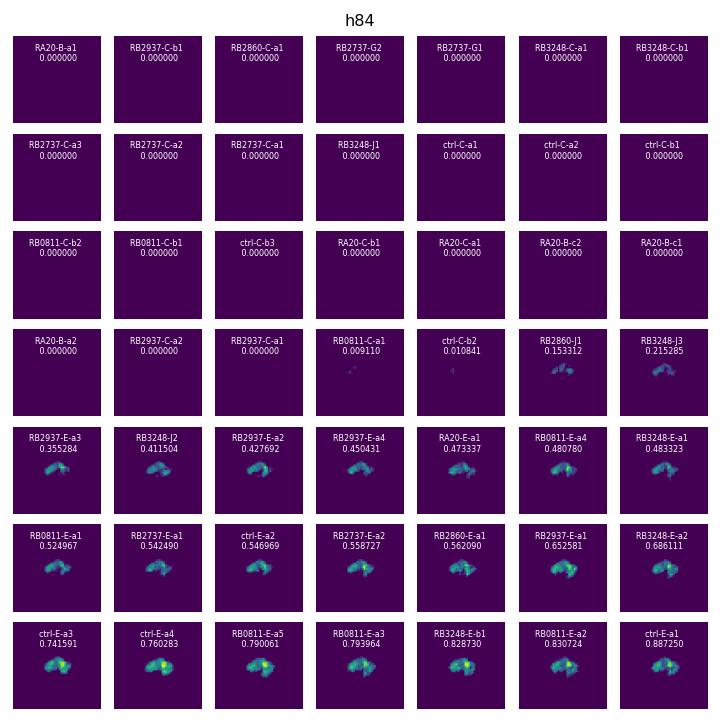 h84
RA20-B-a1 RB2937-C-b1 RB2860-C-a1 RB2737-G2 RB2737-G1 RB3248-C-a1 RB3248-C-b1
0.000000 0.000000 0.000000 0.000000 0.000000 0.000000 0.000000
RB2737-C-a3 RB2737-C-a2 RB2737-C-a1 RB3248-J1 ctrl-C-a1 ctrl-C-a2 ctrl-C-b1
0.000000 0.000000 0.000000 0.000000 0.000000 0.000000 0.000000
RB0811-C-b2 RB0811-C-b1 ctrl-C-b3 RA20-C-b1 RA20-C-a1 RA20-B-c2 RA20-B-c1
0.000000 0.000000 0.000000 0.000000 0.000000 0.000000 0.000000
RA20-B-a2 RB2937-C-a2 RB2937-C-a1 RB0811-C-a1 ctrl-C-b2 RB2860-J1 RB3248-J3
0.000000 0.000000 0.000000 0.009110 0.010841 0.153312 0.215285
RB2937-E-a3 RB3248-J2 RB2937-E-a2 RB2937-E-a4 RA20-E-a1 RB0811-E-a4 RB3248-E-a1
0.355284 0.411504 0.427692 0.450431 0.473337 0.480780 0.483323
RB0811-E-a1 RB2737-E-a1 ctrl-E-a2 RB2737-E-a2 RB2860-E-a1 RB2937-E-a1 RB3248-E-a2
0.524967 0.542490 0.546969 0.558727 0.562090 0.652581 0.686111
ctrl-E-a3 ctrl-E-a4 RB0811-E-a5 RB0811-E-a3 RB3248-E-b1 RB0811-E-a2 ctrl-E-a1
0.741591 0.760283 0.790061 0.793964 0.828730 0.830724 0.887250